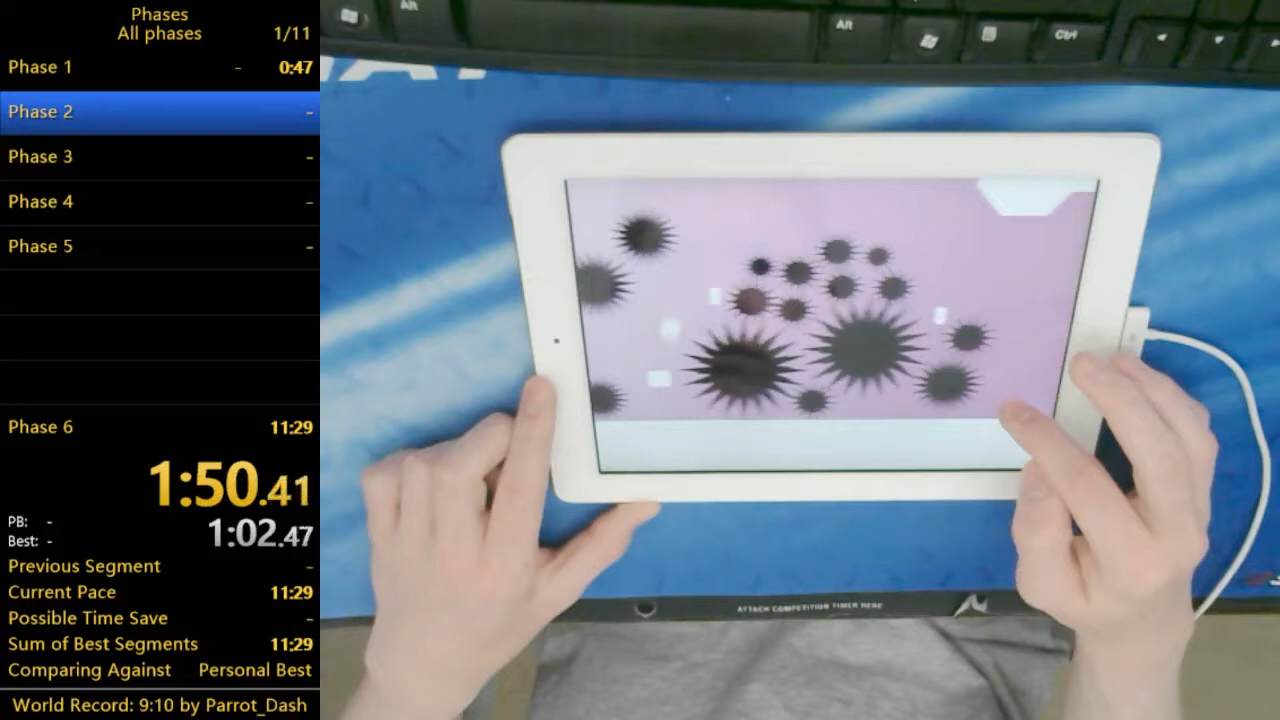 Phases
All phases 1/11
Phase 1 - 0:47
Phase 2 -
Phase 3 -
Phase 4 -
Phase 5 -
Phase 6 11:29
1:50.41
PB: -
Best: -
1:02.47
Previous Segment -
Current Pace 11:29
Possible Time Save -
Sum of Best Segments 11:29
Comparing Against Personal Best
World Record: 9:10 by Parrot_Dash
Alt
Alt
Ctrl
ATTACH COMPETITION TIMER HERE